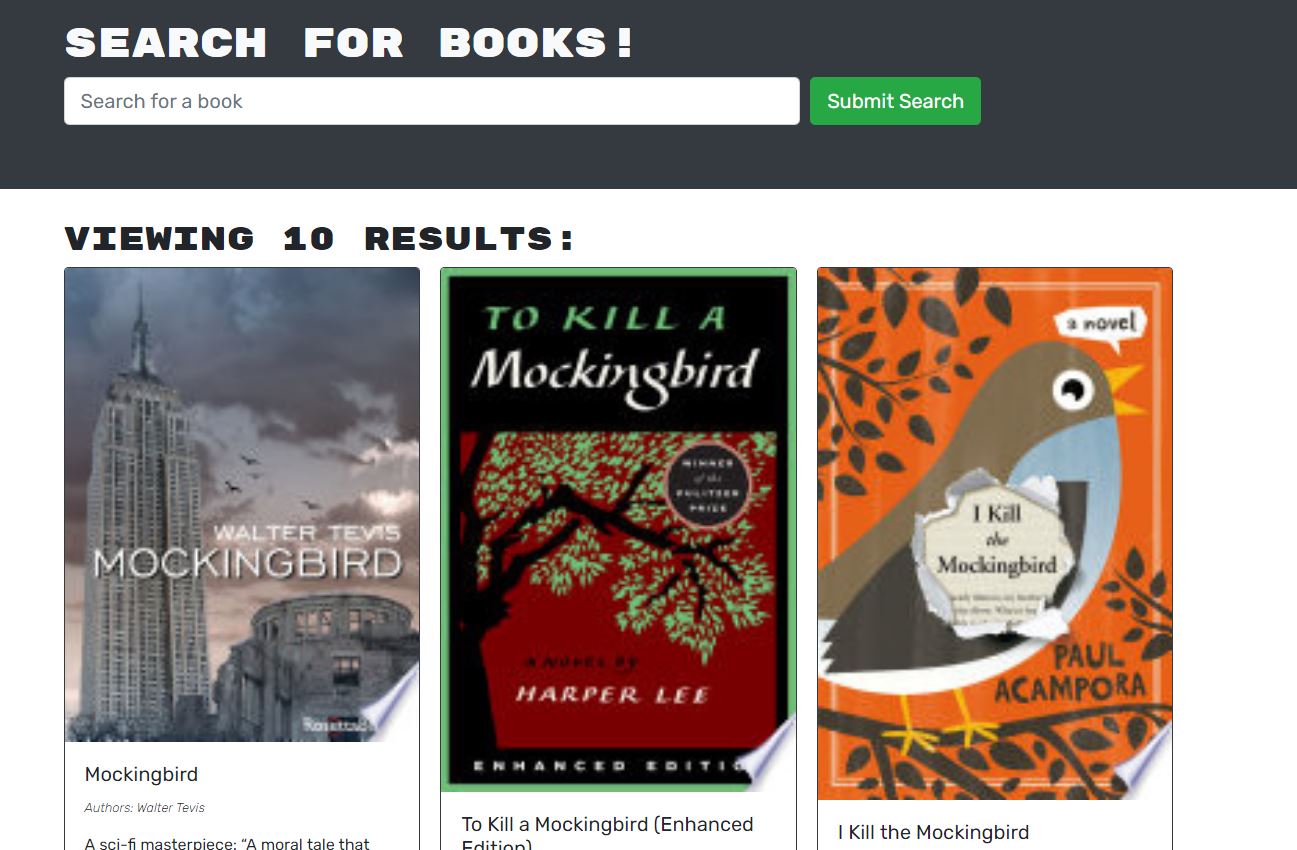 SEARCH FOR BOOKS!
Search for a book
Submit Search
VIEWING 10 RESULTS:
WALTER TEVIS
MOCKINGBIRD
Mockingbird
Authors: Walter Tevis
A sci-fi masterpiece: “A moral tale that
TO KILL A
Mockingbird
WINNER
of the
PULITZER
PRIZE
A NOVEL BY
HARPER LEE
ENHANCED
To Kill a Mockingbird (Enhanced
Edition)
a novel
I Kill
the
Mockingbird
PAUL
ACAMPORA
I Kill the Mockingbird